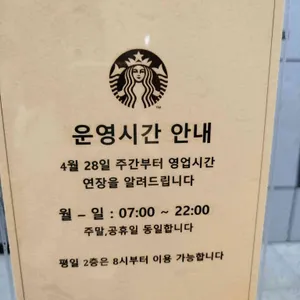 운영시간 안내
4월 28일 주간부터 영업시간
연장을 알려드립니다
월 – 일 : 07:00 ~ 22:00
주말,공휴일 동일합니다
평일 2층은 8시부터 이용 가능합니다